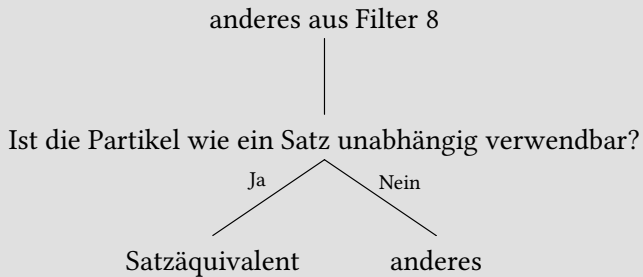 anderes aus Filter 8
Ist die Partikel wie ein Satz unabhängig verwendbar?
Ja Nein
Satzäquivalent anderes